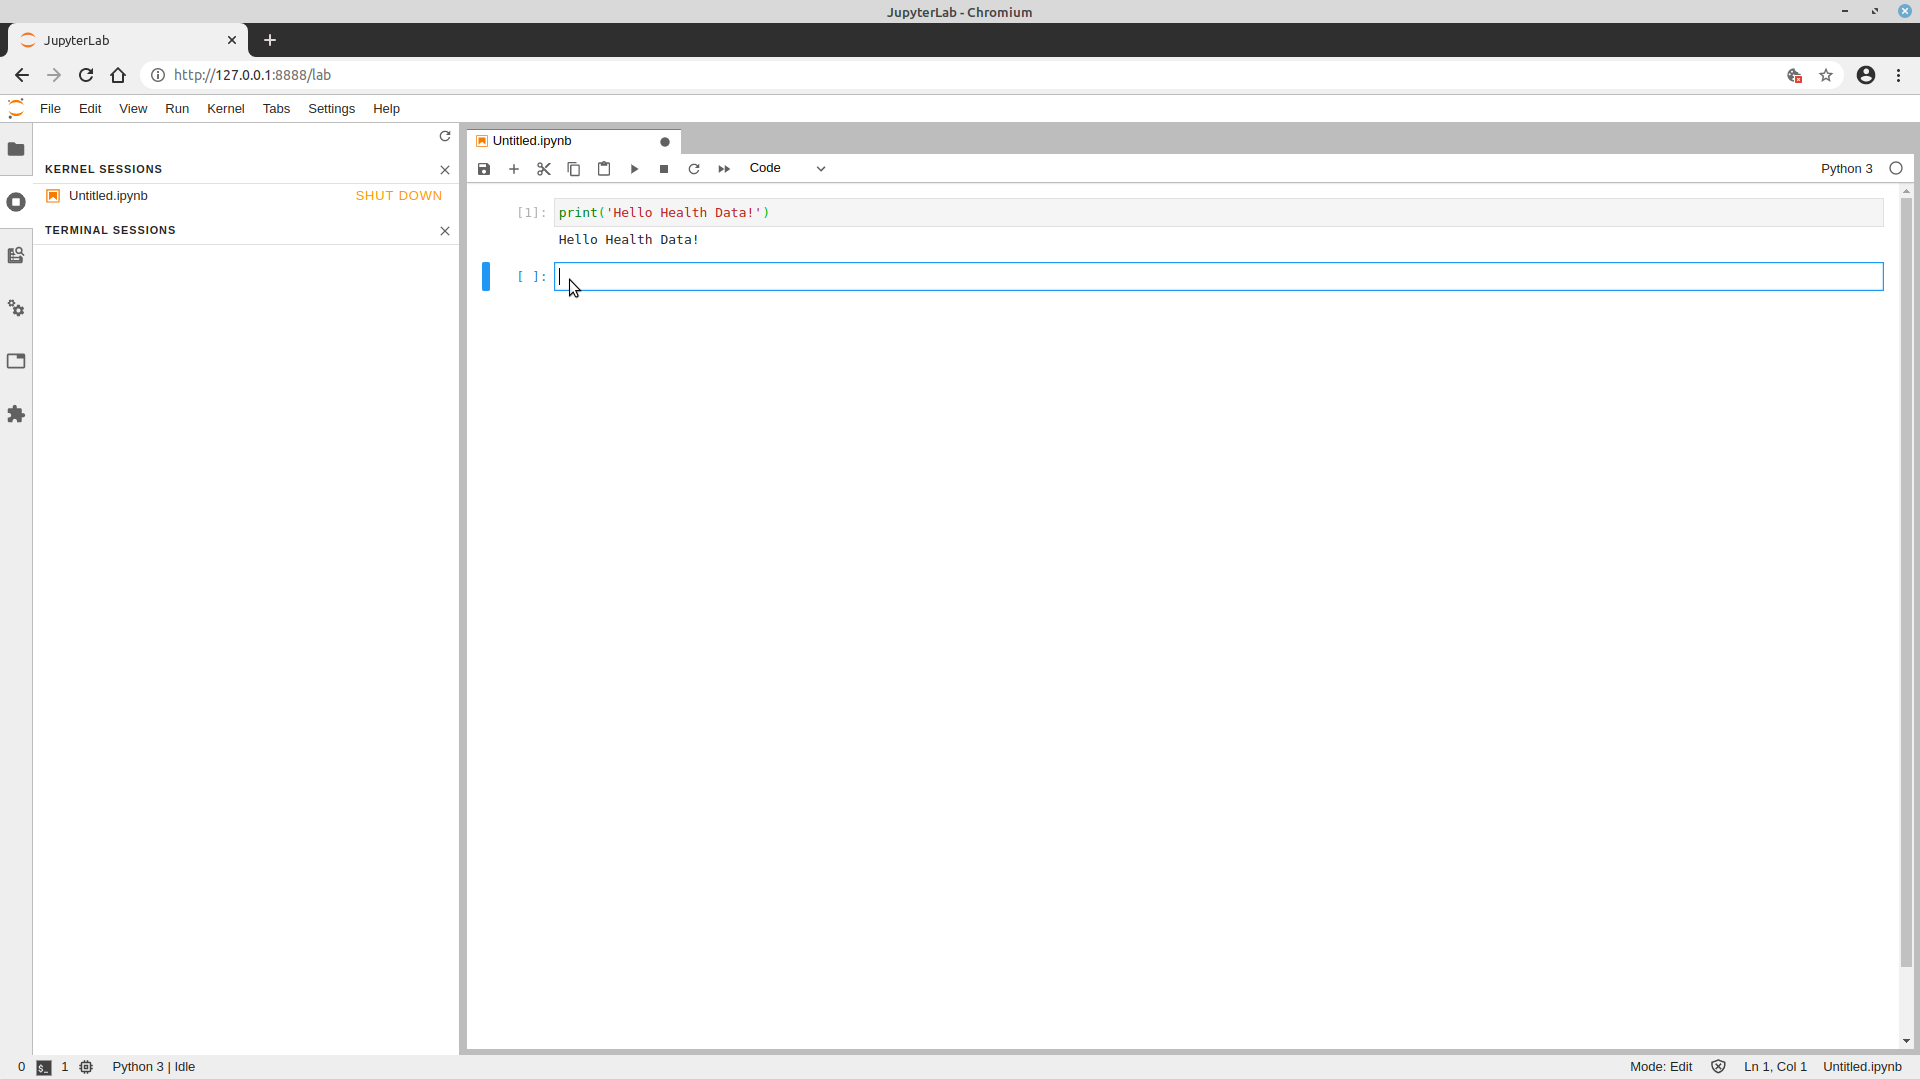 JupyterLab - Chromium
JupyterLab
http://127.0.0.1:8888/lab
File Edit View Run Kernel Tabs Settings Help
KERNEL SESSIONS
Untitled.ipynb SHUT DOWN
TERMINAL SESSIONS
Untitled.ipynb
Code Python 3
[1]: print('Hello Health Data!')
Hello Health Data!
[ ]:
0 $_ 1 Python 3 | Idle Mode: Edit Ln 1, Col 1 Untitled.ipynb